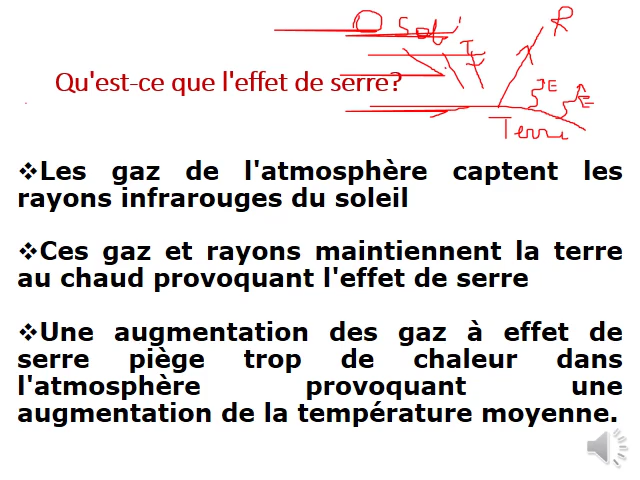 Sol
I
R
Qu'est-ce que l'effet de serre?
E
E
Terre
❖Les gaz de l'atmosphère captent les
rayons infrarouges du soleil
❖Ces gaz et rayons maintiennent la terre
au chaud provoquant l'effet de serre
❖Une augmentation des gaz à effet de
serre piège trop de chaleur dans
l'atmosphère provoquant une
augmentation de la température moyenne.